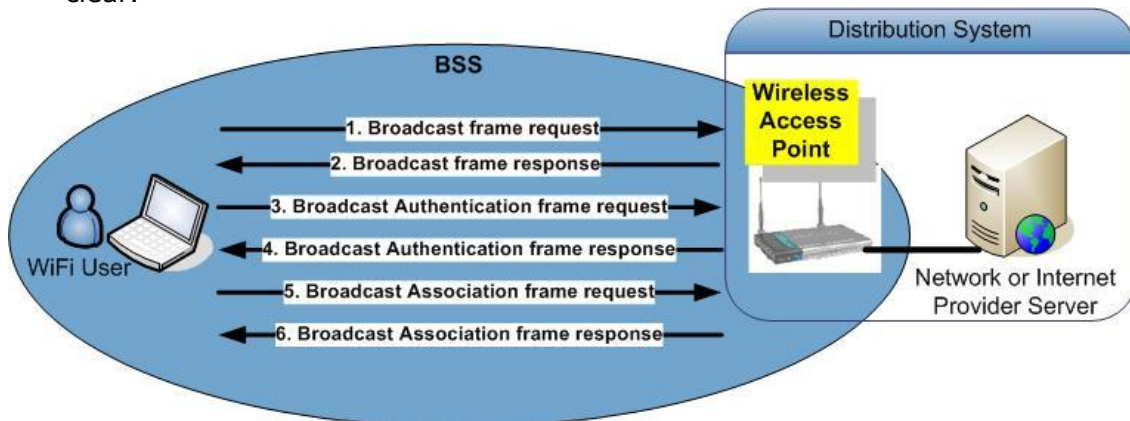 Distribution System
BSS
Wireless
Access
Point
1. Broadcast frame request
2. Broadcast frame response
3. Broadcast Authentication frame request
4. Broadcast Authentication frame response
5. Broadcast Association frame request
6. Broadcast Association frame response
WiFi User
Network or Internet
Provider Server